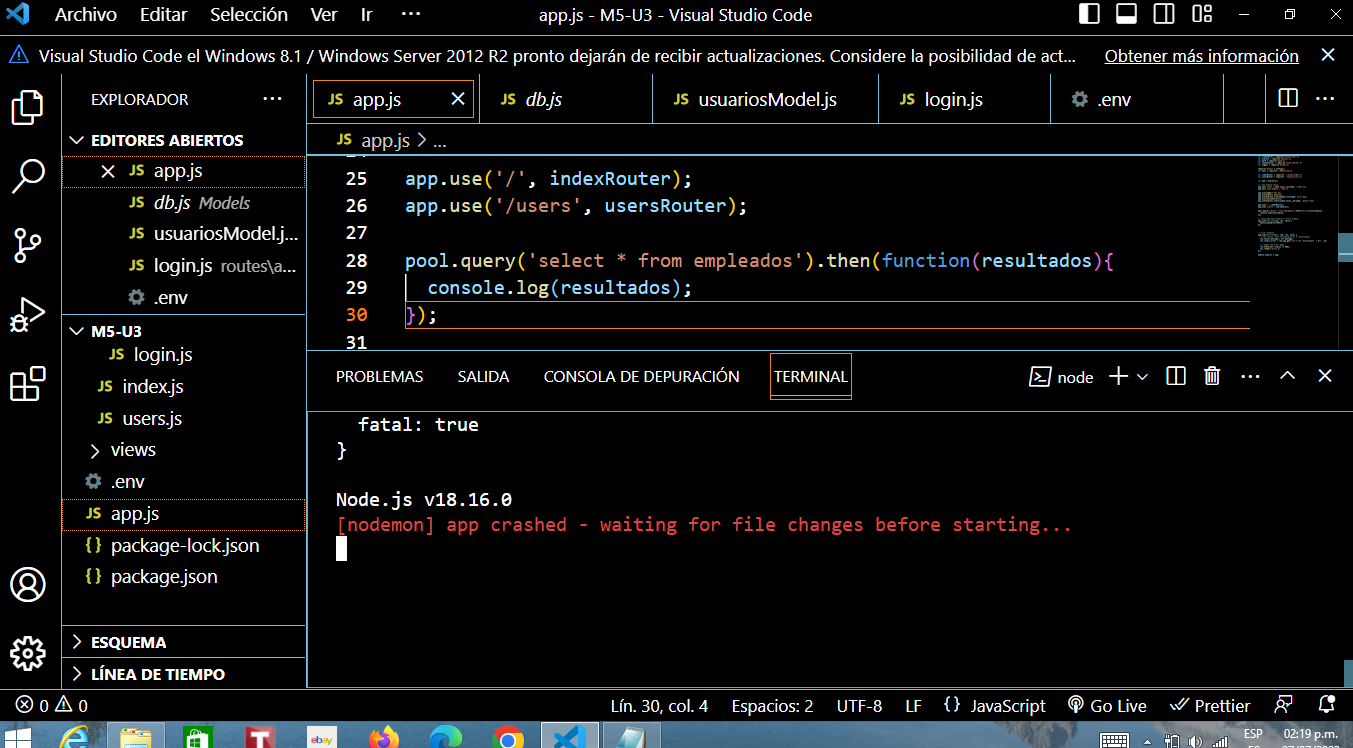 Archivo Editar Selección Ver Ir ... app.js - M5-U3 - Visual Studio Code
Visual Studio Code el Windows 8.1 / Windows Server 2012 R2 pronto dejarán de recibir actualizaciones. Considere la posibilidad de act... Obtener más información
EXPLORADOR ...
JS app.js JS db.js JS usuariosModel.js JS login.js .env ...
EDITORES ABIERTOS
JS app.js
JS db.js Models
JS usuariosModel.j...
JS login.js routes\a...
.env
M5-U3
JS login.js
JS index.js
JS users.js
views
.env
JS app.js
{} package-lock.json
{} package.json
ESQUEMA
LÍNEA DE TIEMPO
JS app.js > ...
25 app.use('/', indexRouter);
26 app.use('/users', usersRouter);
27
28 pool.query('select * from empleados').then(function(resultados){
29 console.log(resultados);
30 });
31
PROBLEMAS SALIDA CONSOLA DE DEPURACIÓN TERMINAL node ...
fatal: true
}
Node.js v18.16.0
[nodemon] app crashed - waiting for file changes before starting...
0 0 Lín. 30, col. 4 Espacios: 2 UTF-8 LF {} JavaScript Go Live Prettier
ebay ESP 02:19 p.m.